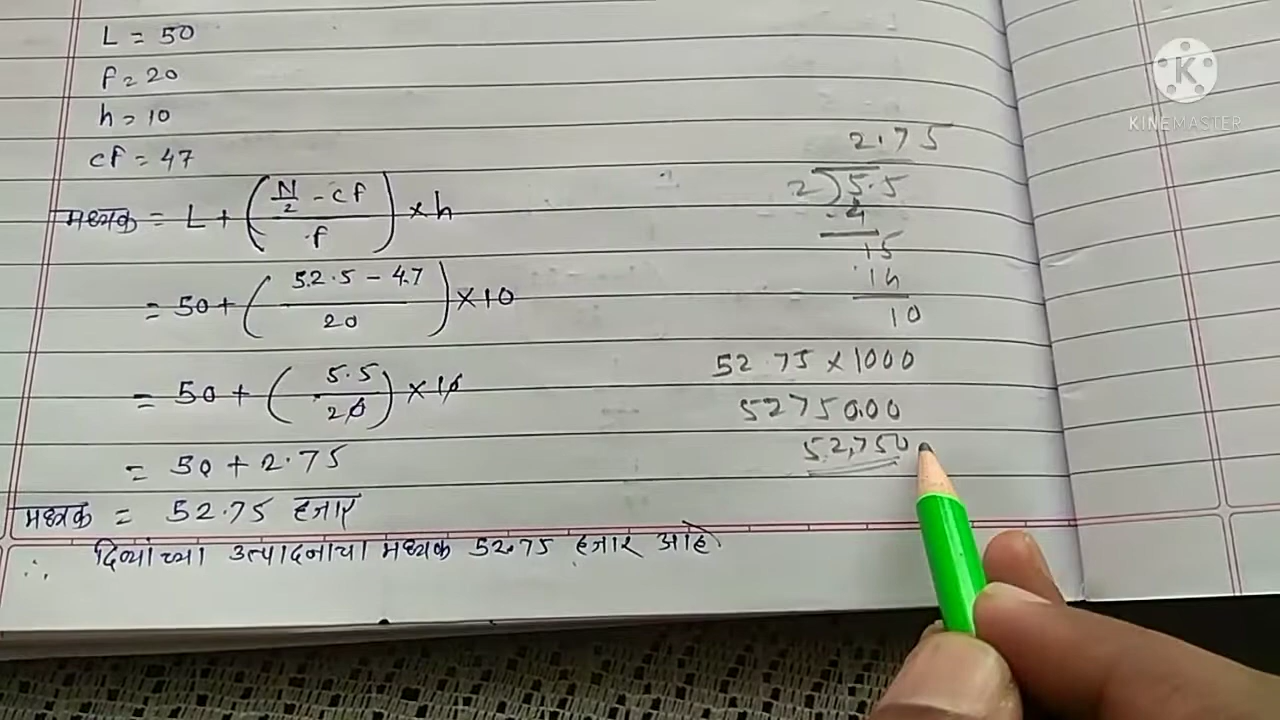 L = 50
f = 20
h = 10
cf = 47
मध्यक = L + ( N/2 - cf / f ) × h
= 50 + ( 52.5 - 47 / 20 ) × 10
= 50 + ( 5.5 / 20 ) × 10
= 50 + 2.75
मध्यक = 52.75 हजार
∴ दिव्यांच्या उत्पादनाचा मध्यक 52.75 हजार आहे.
2.75
2 ) 5.5
- 4
15
14
10
52.75 × 1000
52750.00
52,750
K
KINEMASTER